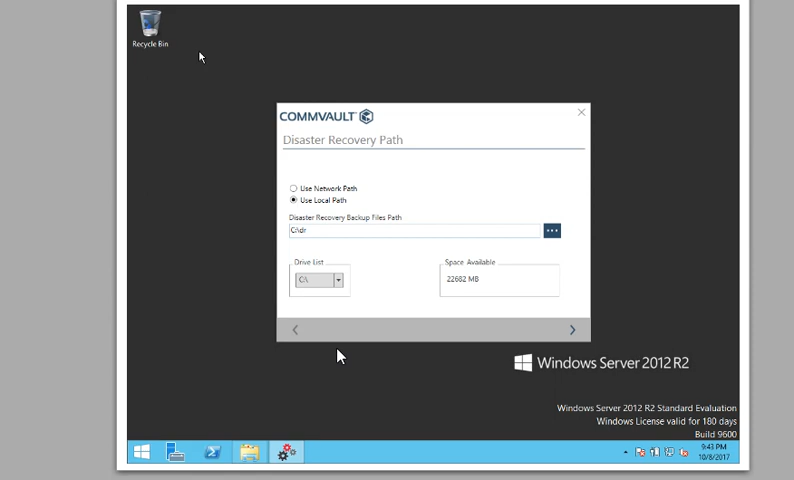 Recycle Bin
COMMVAULT
Disaster Recovery Path
Use Network Path
Use Local Path
Disaster Recovery Backup Files Path
C:\dr
Drive List
C:\
Space Available
22682 MB
Windows Server 2012 R2
Windows Server 2012 R2 Standard Evaluation
Windows License valid for 180 days
Build 9600
9:43 PM
10/8/2017